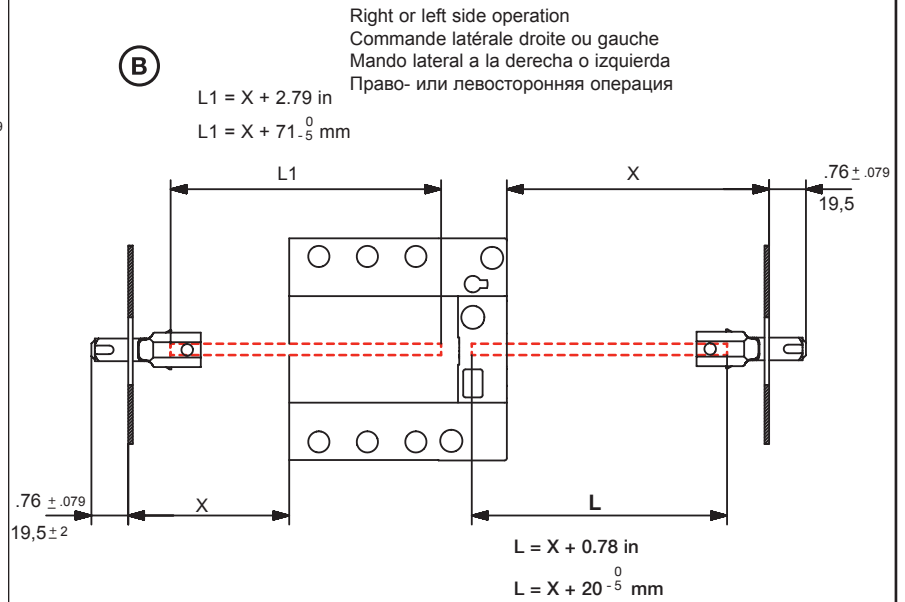 Right or left side operation
Commande latérale droite ou gauche
Mando lateral a la derecha o izquierda
Право- или левосторонняя операция
B
L1 = X + 2.79 in
L1 = X + 71 0 -5 mm
L1
X
.76 ± .079
19,5
.76 ± .079
19,5 ± 2
X
L
L = X + 0.78 in
L = X + 20 0 -5 mm